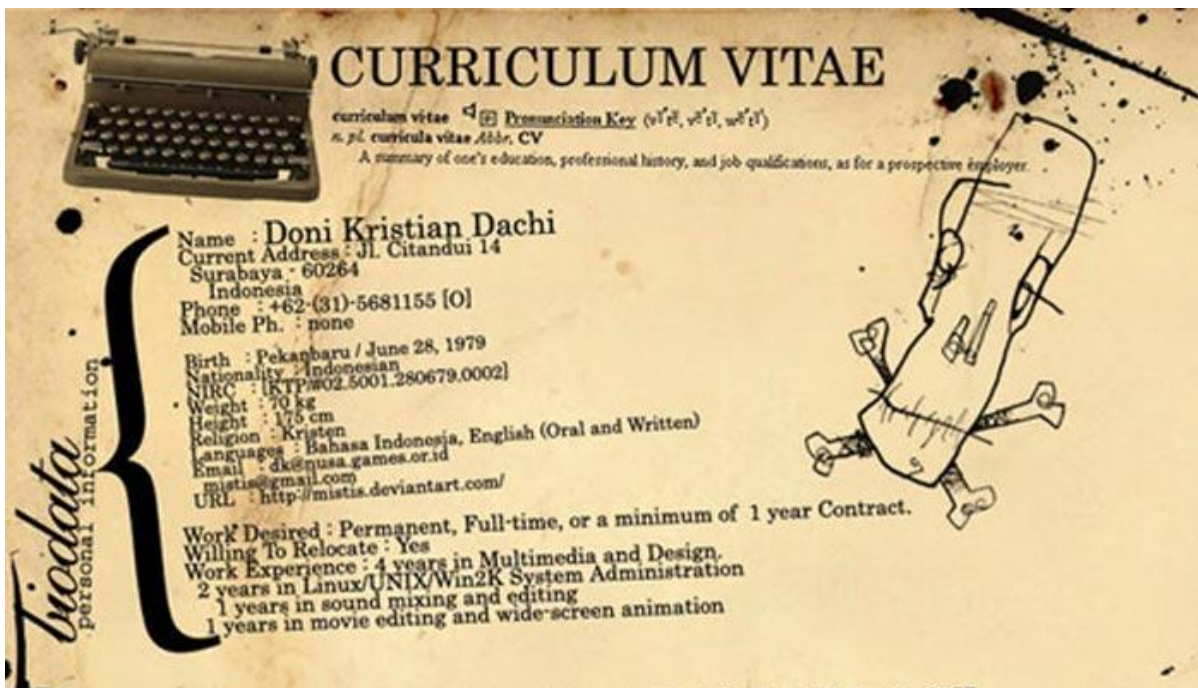 CURRICULUM VITAE
curriculum vitae Pronunciation Key
n. pl. curricula vitae Abbr. CV
A summary of one's education, professional history, and job qualifications, as for a prospective employer.
Name : Doni Kristian Dachi
Current Address : Jl. Citandui 14
Surabaya - 60264
Indonesia
Phone : +62-(31)-5681155 [O]
Mobile Ph. : none
Birth : Pekanbaru / June 28, 1979
Nationality : Indonesian
NIRC : [KTP/#02.5001.280679.0002]
Weight : 70 kg
Height : 175 cm
Religion : Kristen
Languages : Bahasa Indonesia, English (Oral and Written)
Email : dk@nusa.games.or.id
mistis@gmail.com
URL : http://mistis.deviantart.com/
Work Desired : Permanent, Full-time, or a minimum of 1 year Contract.
Willing To Relocate : Yes
Work Experience : 4 years in Multimedia and Design.
2 years in Linux/UNIX/Win2K System Administration
1 years in sound mixing and editing
1 years in movie editing and wide-screen animation
biodata
personal information